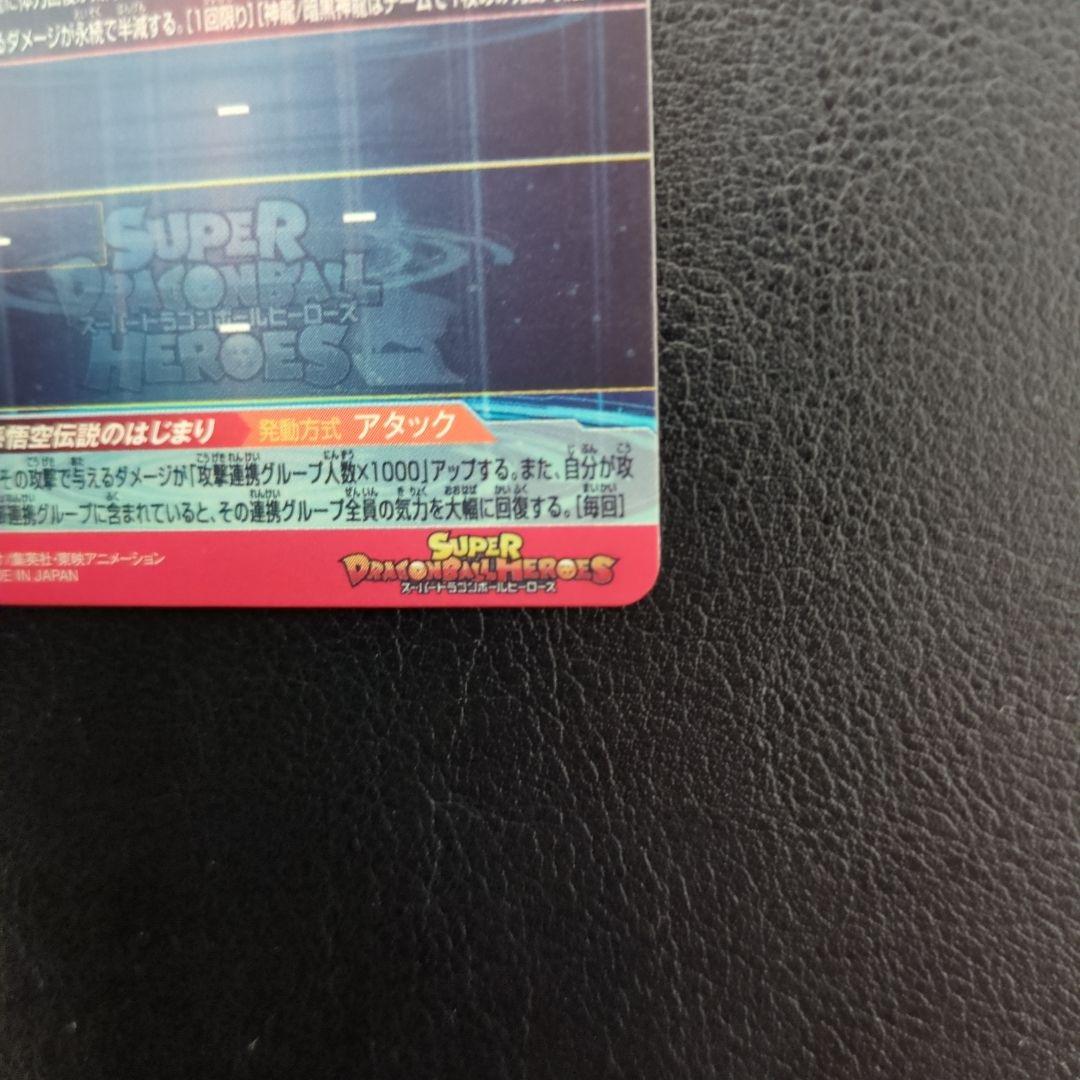 るダメージが永続で半減する。[1回限り][神龍/暗黒神龍はチームで1枚のみ
SUPER
DRAGONBALL
スーパードラゴンボールヒーローズ
HEROES
悟空伝説のはじまり 発動方式 アタック
その攻撃で与えるダメージが「攻撃連携グループ人数×1000」アップする。また、自分が攻
撃連携グループに含まれていると、その連携グループ全員の気力を大幅に回復する。[毎回]
/集英社・東映アニメーション
DE IN JAPAN
SUPER
DRAGONBALL HEROES
スーパードラゴンボールヒーローズ